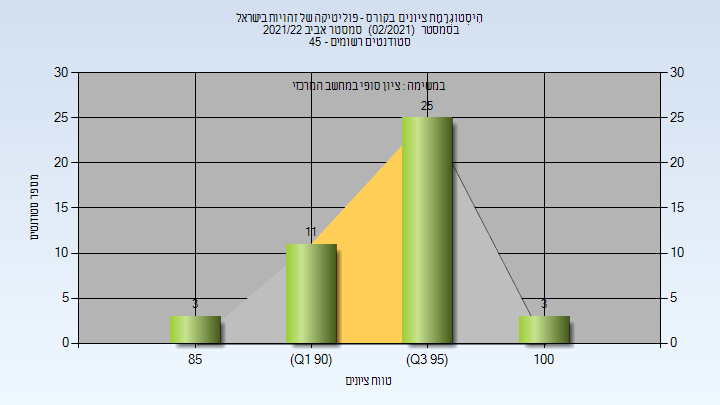 היסטוגרמת ציונים בקורס - פוליטיקה של זהויות בישראל
בסמסטר (02/2021) סמסטר אביב 2021/22
סטודנטים רשומים - 45
במשימה : ציון סופי במחשב המרכזי
מספר סטודנטים
30
25
20
15
10
5
0
30
25
20
15
10
5
0
3
11
25
3
85
(Q1 90)
(Q3 95)
100
טווח ציונים